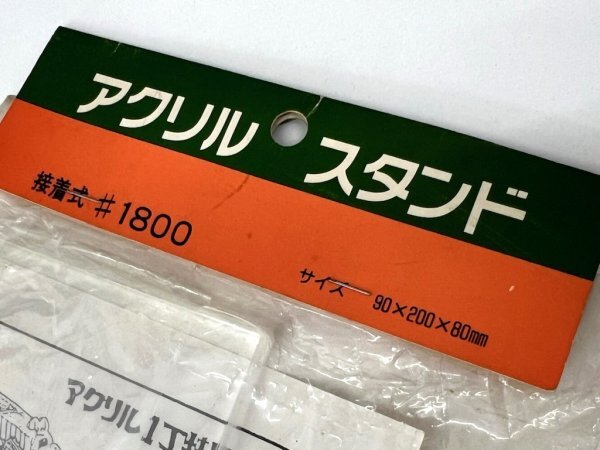 アクリル スタンド
接着式 #1800
サイズ 90×200×80mm
アクリル1丁